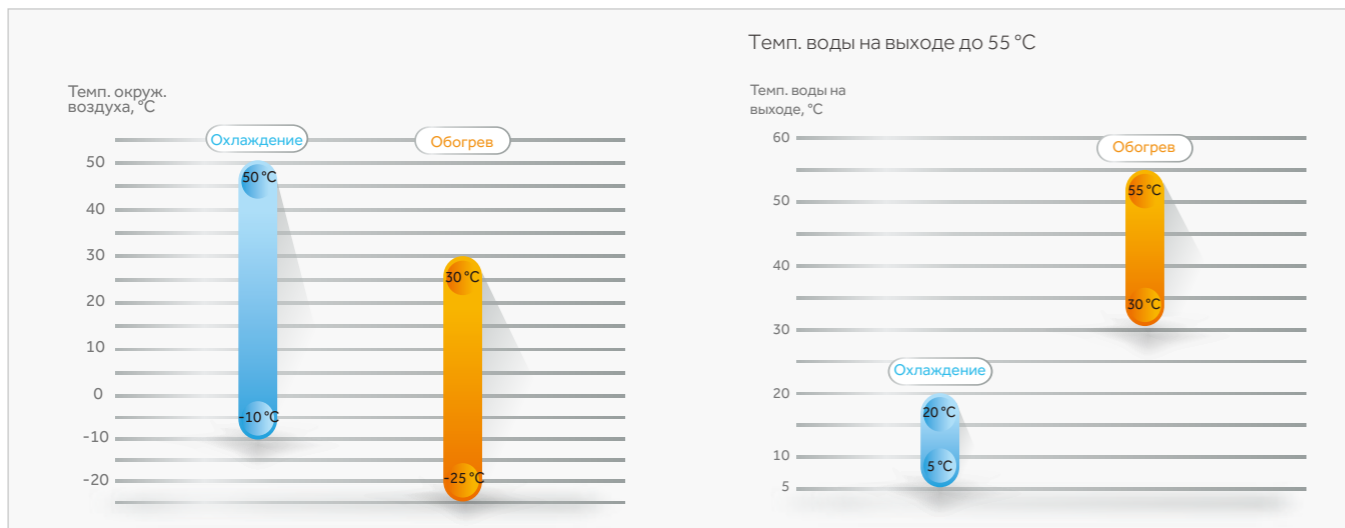 Темп. воды на выходе до 55 °C
Темп. окруж.
воздуха, °C
Охлаждение
Обогрев
50
40
30
20
10
0
-10
-20
50 °C
-10 °C
30 °C
-25 °C
Темп. воды на
выходе, °C
60
50
40
30
20
10
5
Обогрев
55 °C
30 °C
Охлаждение
20 °C
5 °C